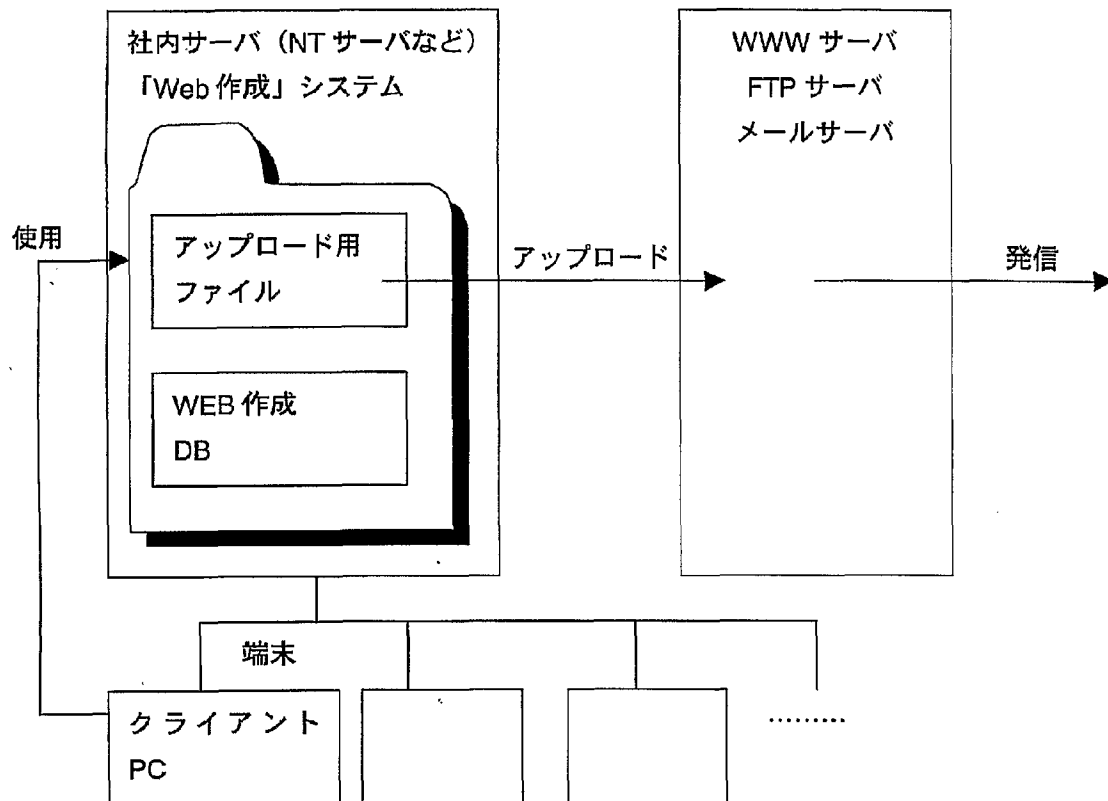 社内サーバ（NTサーバなど）
「Web作成」システム
WWWサーバ
FTPサーバ
メールサーバ
使用
アップロード用
ファイル
アップロード
発信
WEB作成
DB
端末
クライアント
PC
………